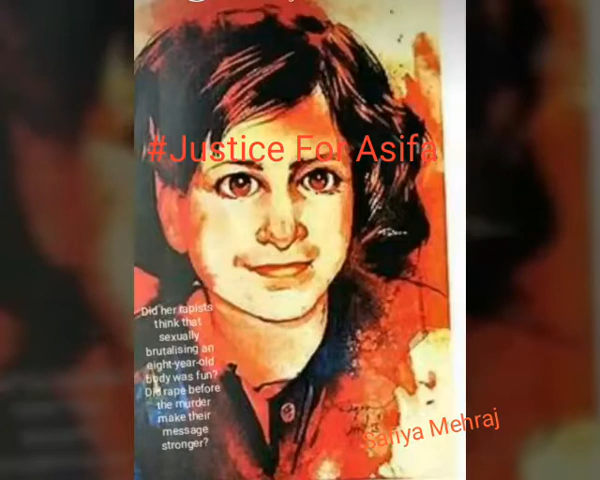 #Justice For Asifa
Did her rapists
think that
sexually
brutalising an
eight-year-old
body was fun?
Did rape before
the murder
make their
message
stronger?
Sariya Mehraj